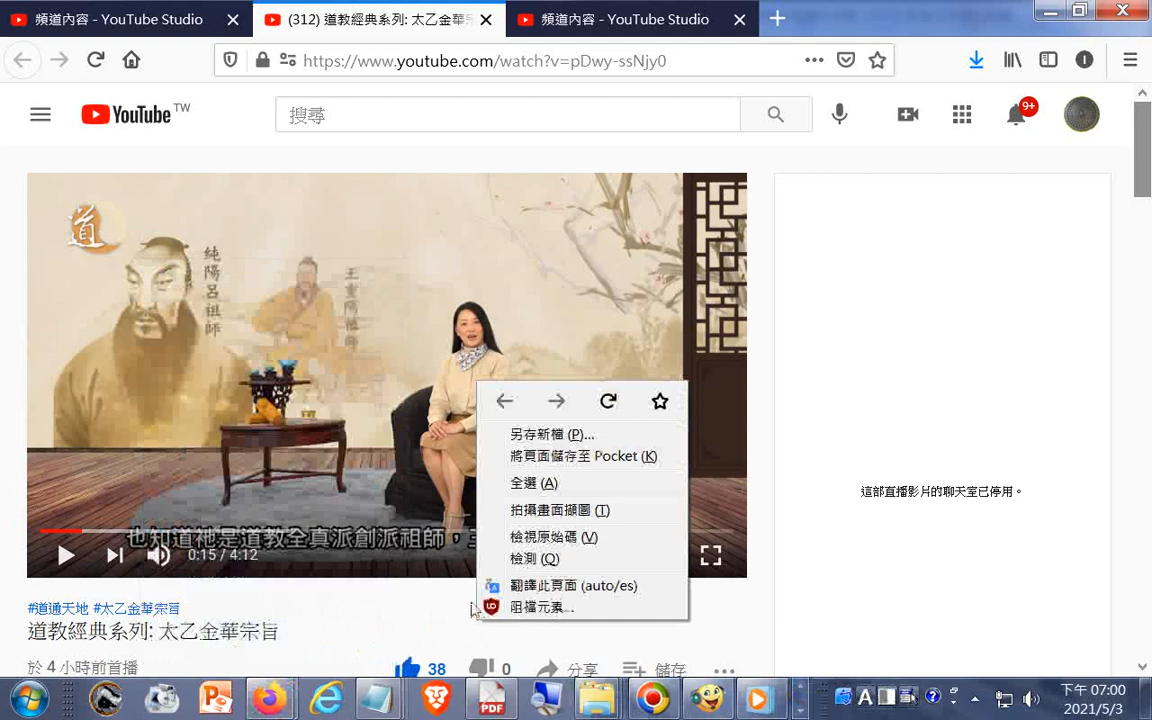 頻道內容 - YouTube Studio
(312) 道教經典系列: 太乙金華宗
頻道內容 - YouTube Studio
https://www.youtube.com/watch?v=pDwy-ssNjy0
YouTube TW
搜尋
9+
道
純陽呂祖師
王重陽祖師
也知道祂是道教全真派創派祖師，王
0:15 / 4:12
另存新檔 (P)...
將頁面儲存至 Pocket (K)
全選 (A)
拍攝畫面擷圖 (T)
檢視原始碼 (V)
檢測 (Q)
翻譯此頁面 (auto/es)
阻擋元素...
這部直播影片的聊天室已停用。
#道通天地 #太乙金華宗旨
道教經典系列: 太乙金華宗旨
於 4 小時前首播
38
0
分享
儲存
PDF
A
下午 07:00
2021/5/3